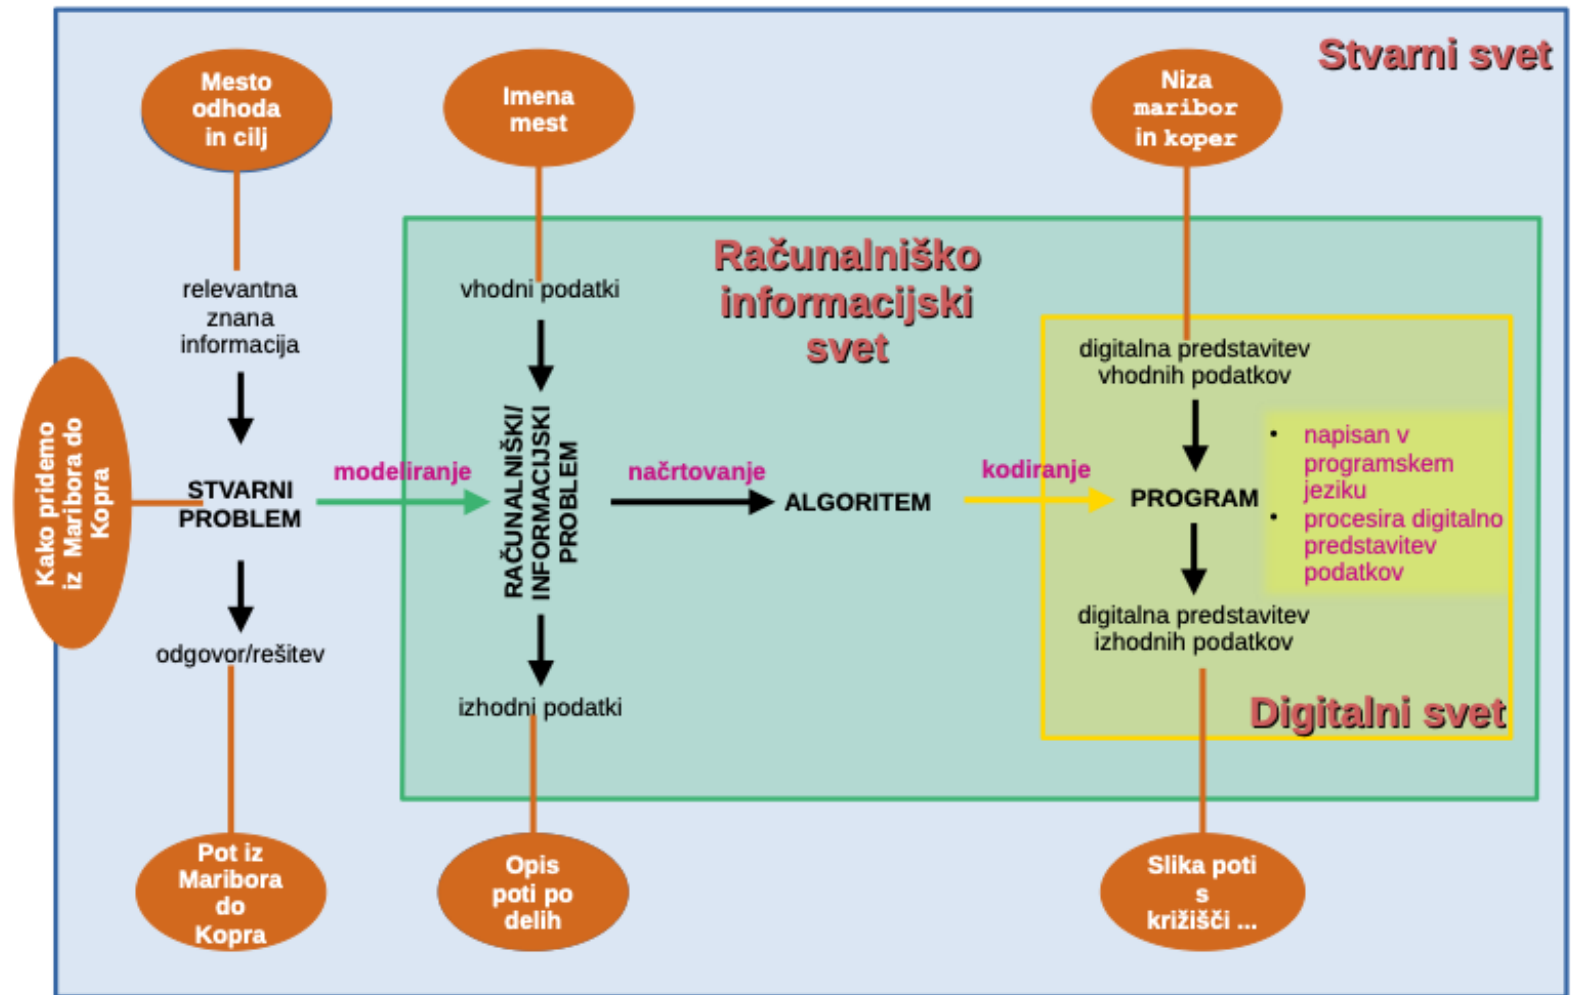 Stvarni svet
Mesto
odhoda
in cilj
Imena
mest
Niza
maribor
in koper
Računalniško
informacijski
svet
relevantna
znana
informacija
vhodni podatki
digitalna predstavitev
vhodnih podatkov
Kako pridemo
iz Maribora do
Kopra
STVARNI
PROBLEM
modeliranje
RAČUNALNIŠKI/
INFORMACIJSKI
PROBLEM
načrtovanje
ALGORITEM
kodiranje
PROGRAM
• napisan v
programskem
jeziku
• procesira digitalno
predstavitev
podatkov
odgovor/rešitev
izhodni podatki
digitalna predstavitev
izhodnih podatkov
Digitalni svet
Pot iz
Maribora
do
Kopra
Opis
poti po
delih
Slika poti
s
križišči ...